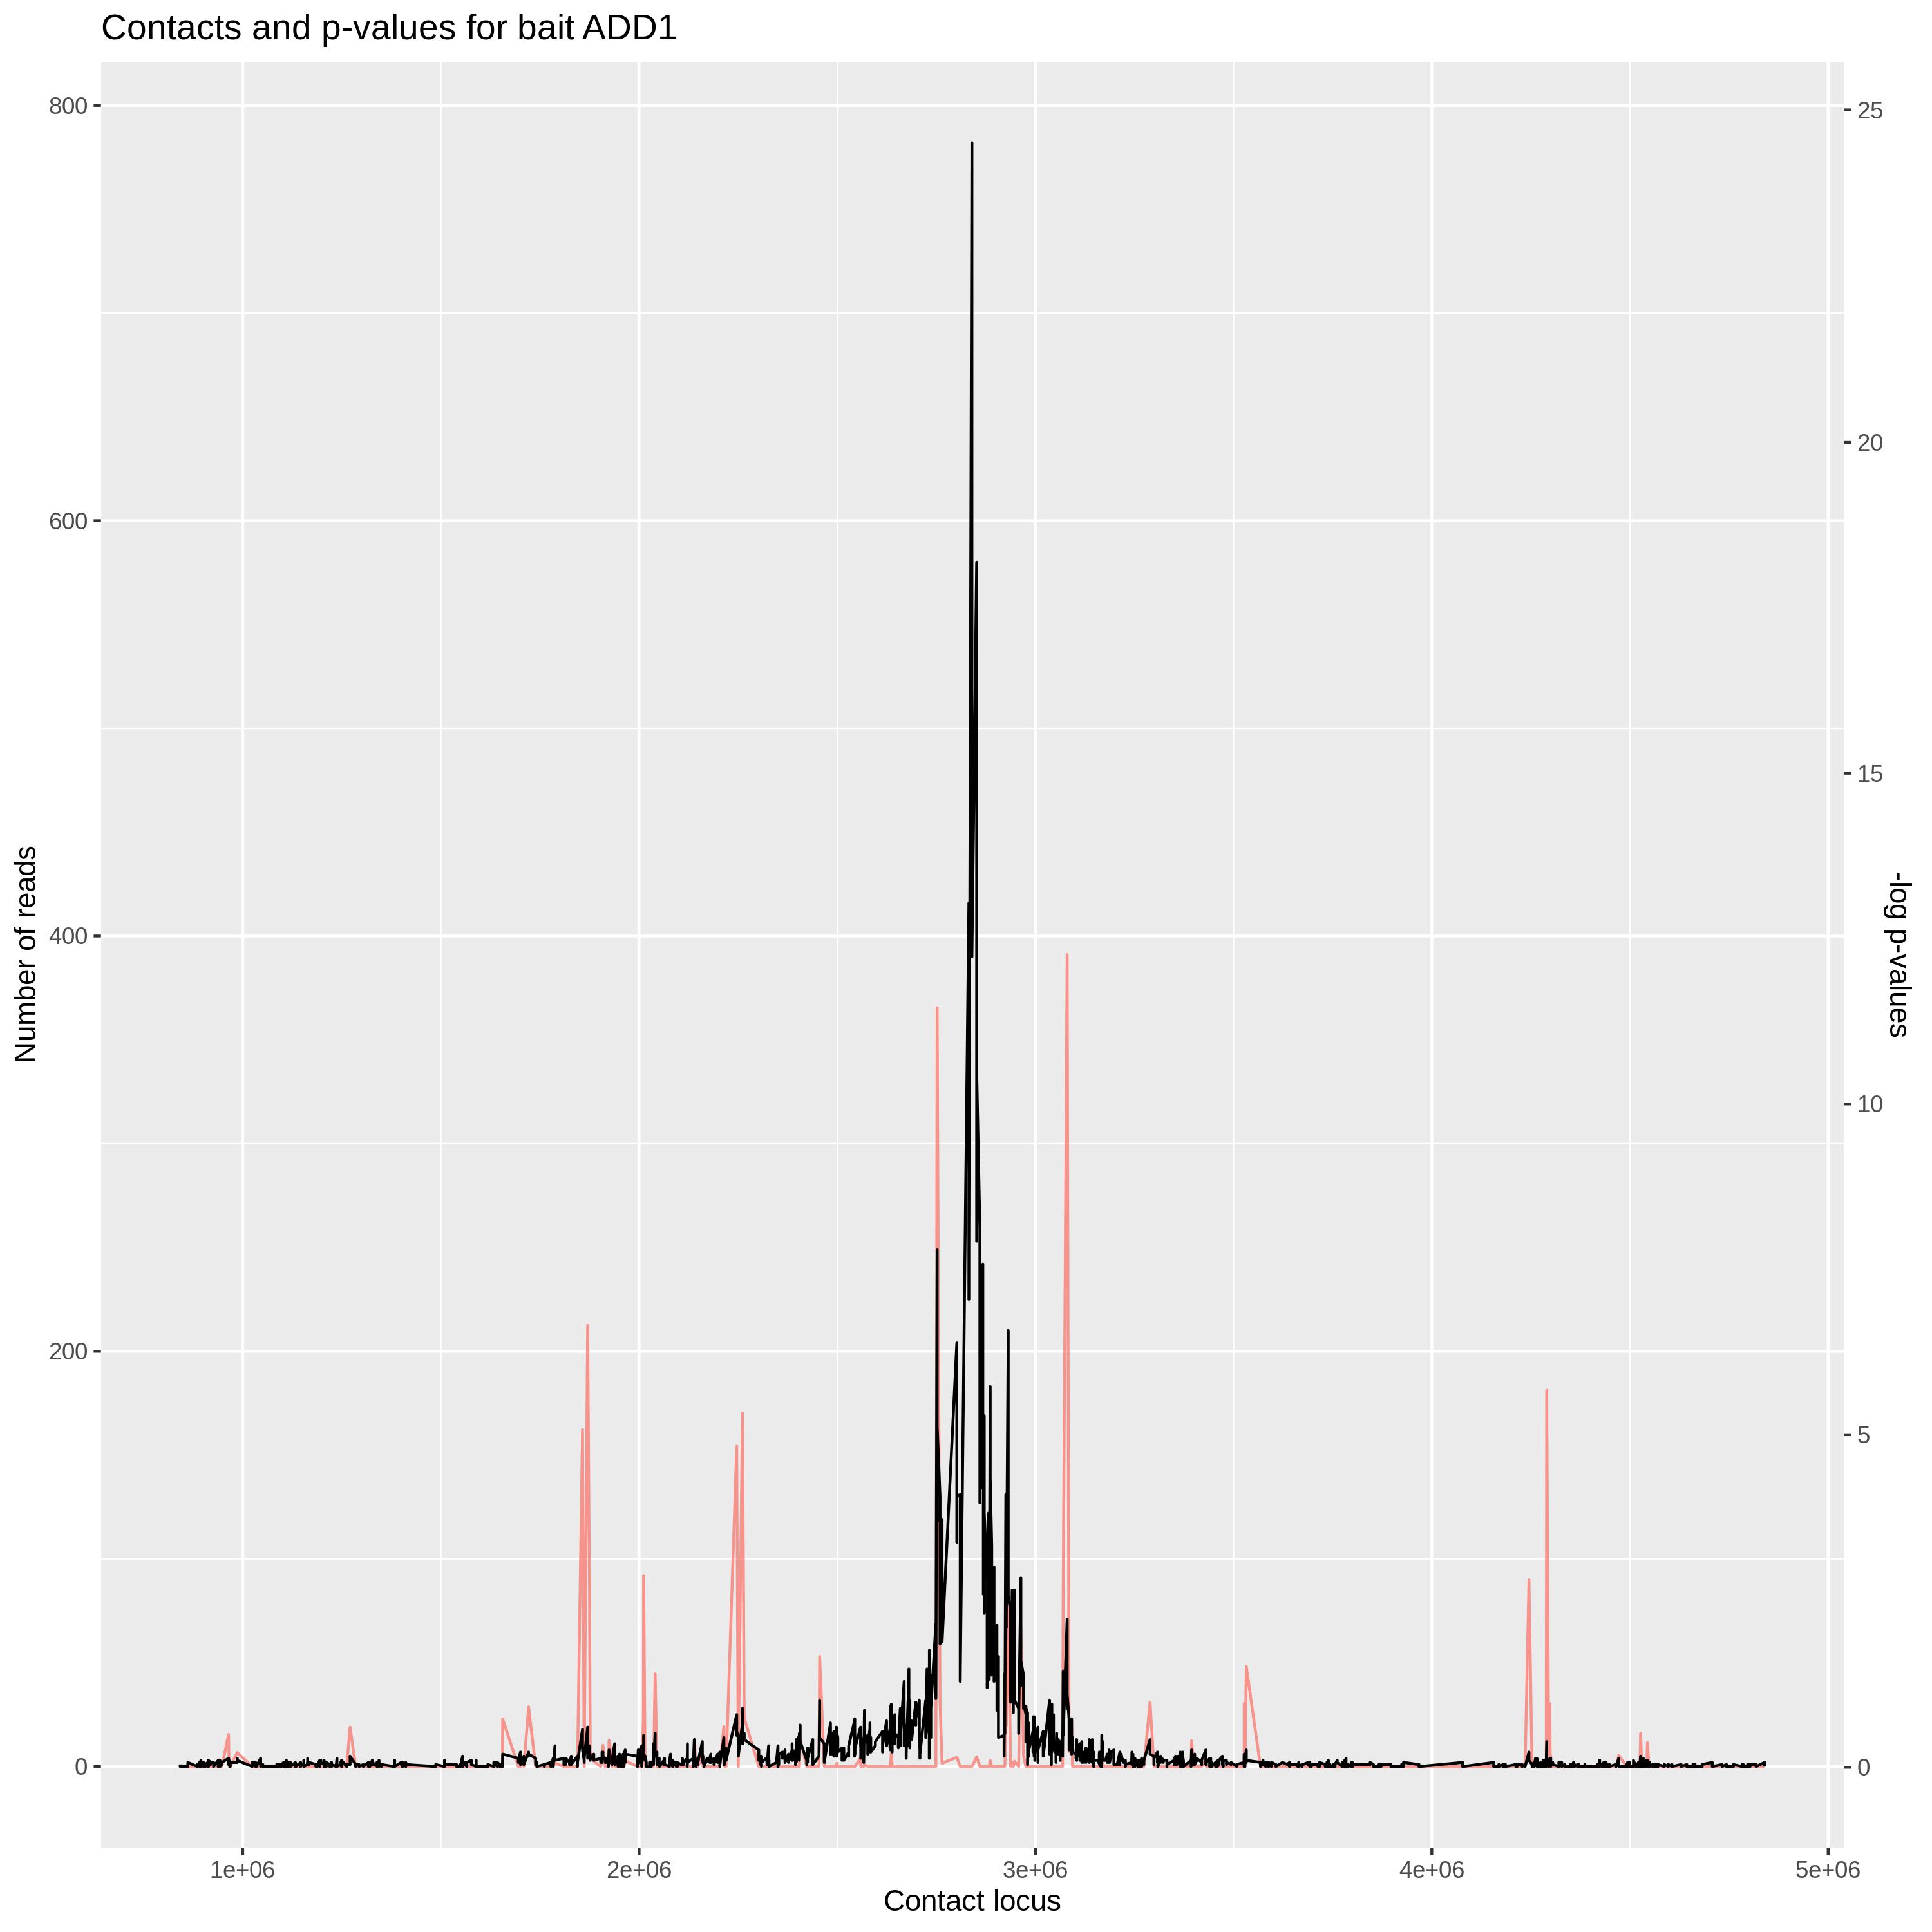 Contacts and p-values for bait ADD1
800
600
400
200
0
25
20
15
10
5
0
Number of reads
-log p-values
1e+06
2e+06
3e+06
4e+06
5e+06
Contact locus